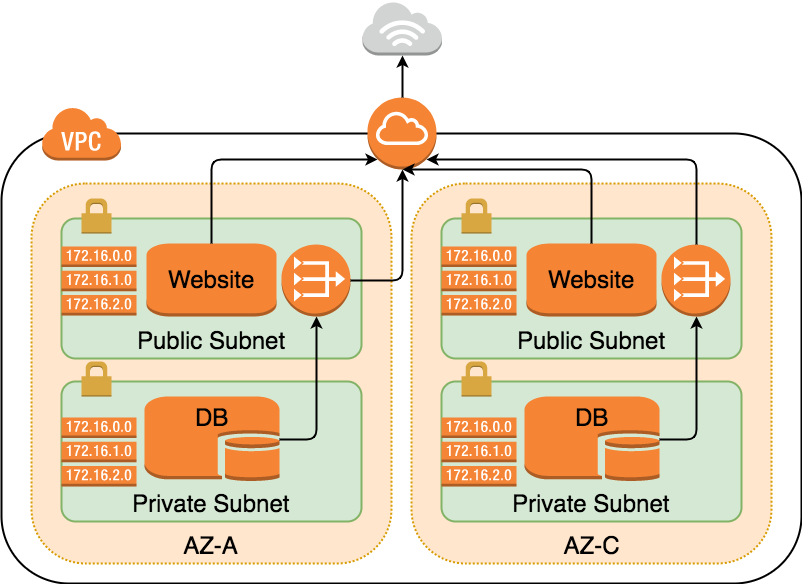 VPC
172.16.0.0
172.16.1.0
172.16.2.0
Website
Public Subnet
172.16.0.0
172.16.1.0
172.16.2.0
DB
Private Subnet
AZ-A
172.16.0.0
172.16.1.0
172.16.2.0
Website
Public Subnet
172.16.0.0
172.16.1.0
172.16.2.0
DB
Private Subnet
AZ-C